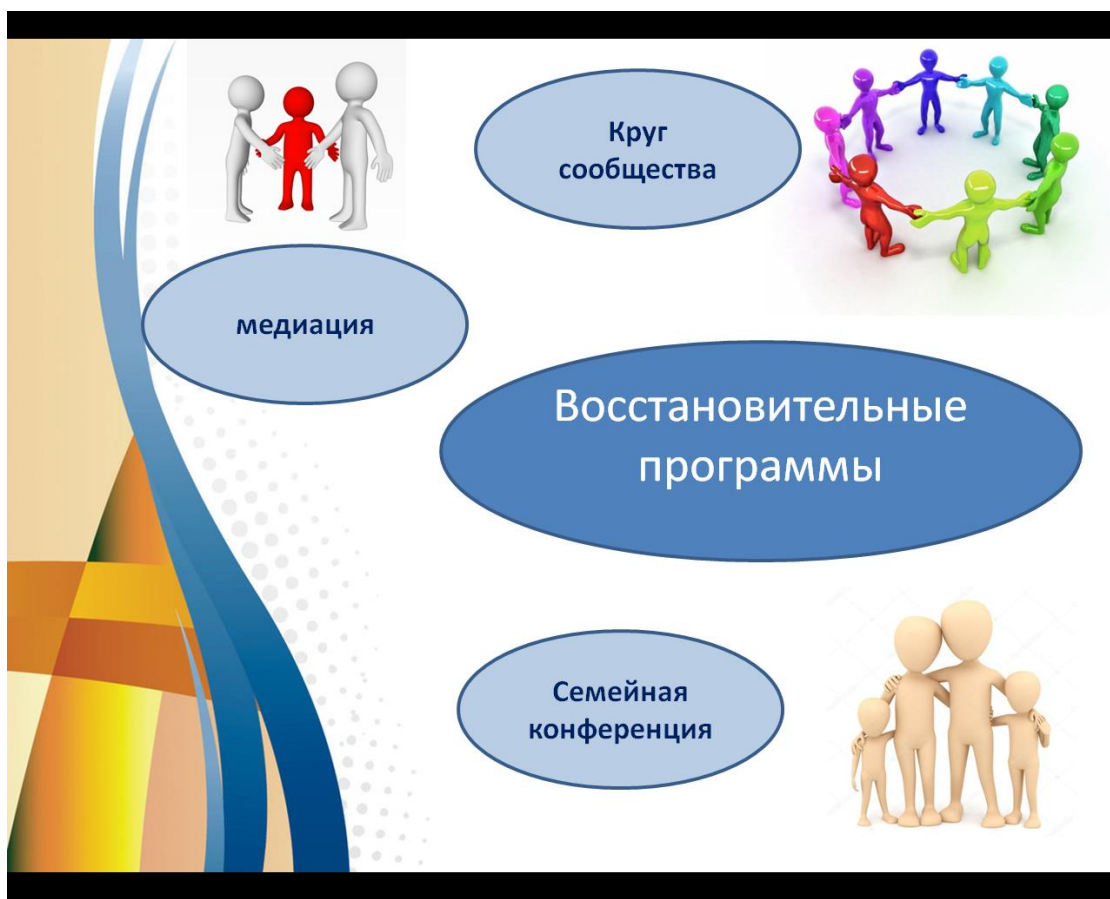 Круг
сообщества
медиация
Восстановительные
программы
Семейная
конференция